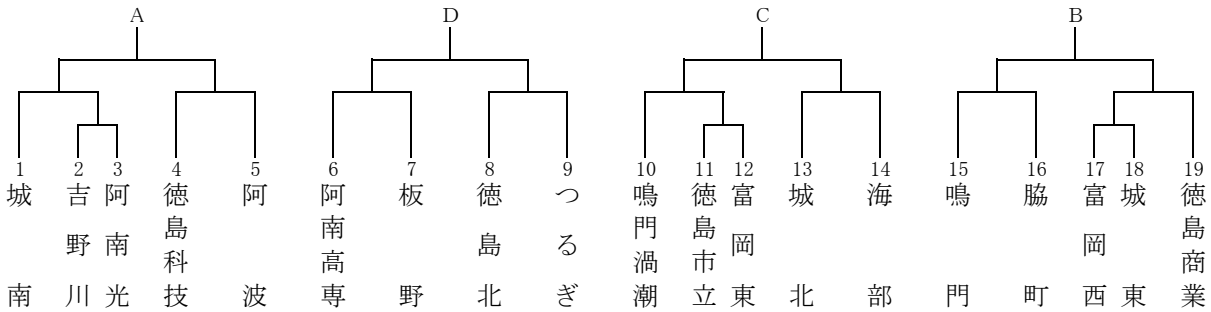 A D C B
1 2 3 4 5 6 7 8 9 10 11 12 13 14 15 16 17 18 19
城南
吉野川
阿南光
徳島科技
阿波
阿南高専
板野
徳島北
つるぎ
鳴門渦潮
徳島市立
富岡東
城北
海部
鳴門
脇町
富岡西
城東
徳島商業